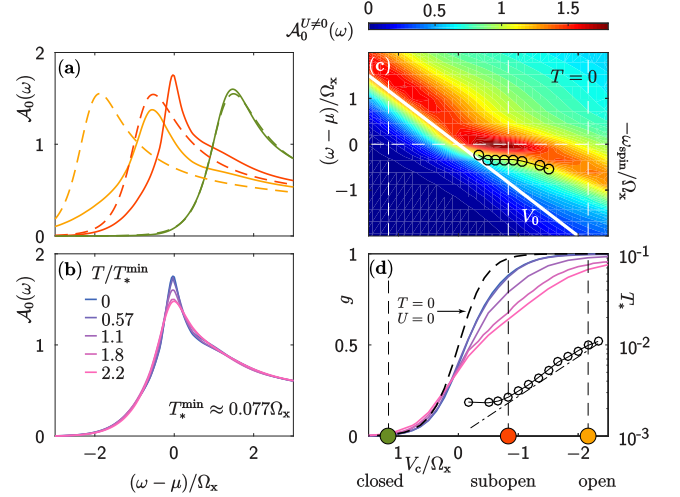 𝒜₀^{U≠0}(ω)
0 0.5 1 1.5
(a)
𝒜₀(ω)
2
1
0
(c)
T = 0
(ω − μ)/Ωₓ
1
0
−1
V₀
−ω_spin/Ωₓ
(b)
T/T_*^min
0
0.57
1.1
1.8
2.2
T_*^min ≈ 0.077Ωₓ
𝒜₀(ω)
2
1
0
−2 0 2
(ω − μ)/Ωₓ
(d)
T = 0
U = 0
g
1
0.5
0
T_*
10⁻¹
10⁻²
10⁻³
1 0 −1 −2
V_c/Ωₓ
closed subopen open